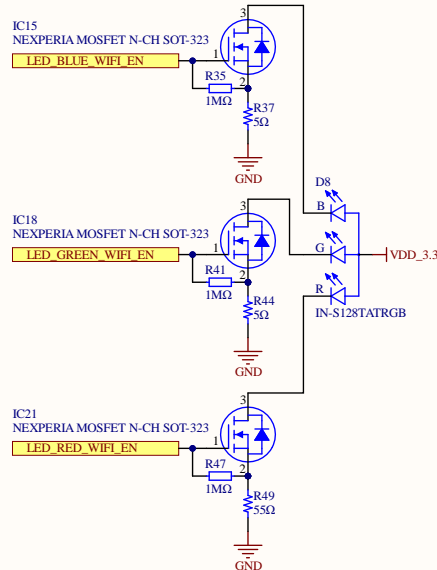 IC15
NEXPERIA MOSFET N-CH SOT-323
LED_BLUE_WIFI_EN
3
1
2
R35
1MΩ
R37
5Ω
GND
D8
B
G
R
VDD_3.3
IN-S128TATRGB
IC18
NEXPERIA MOSFET N-CH SOT-323
LED_GREEN_WIFI_EN
3
1
2
R41
1MΩ
R44
5Ω
GND
IC21
NEXPERIA MOSFET N-CH SOT-323
LED_RED_WIFI_EN
3
1
2
R47
1MΩ
R49
55Ω
GND